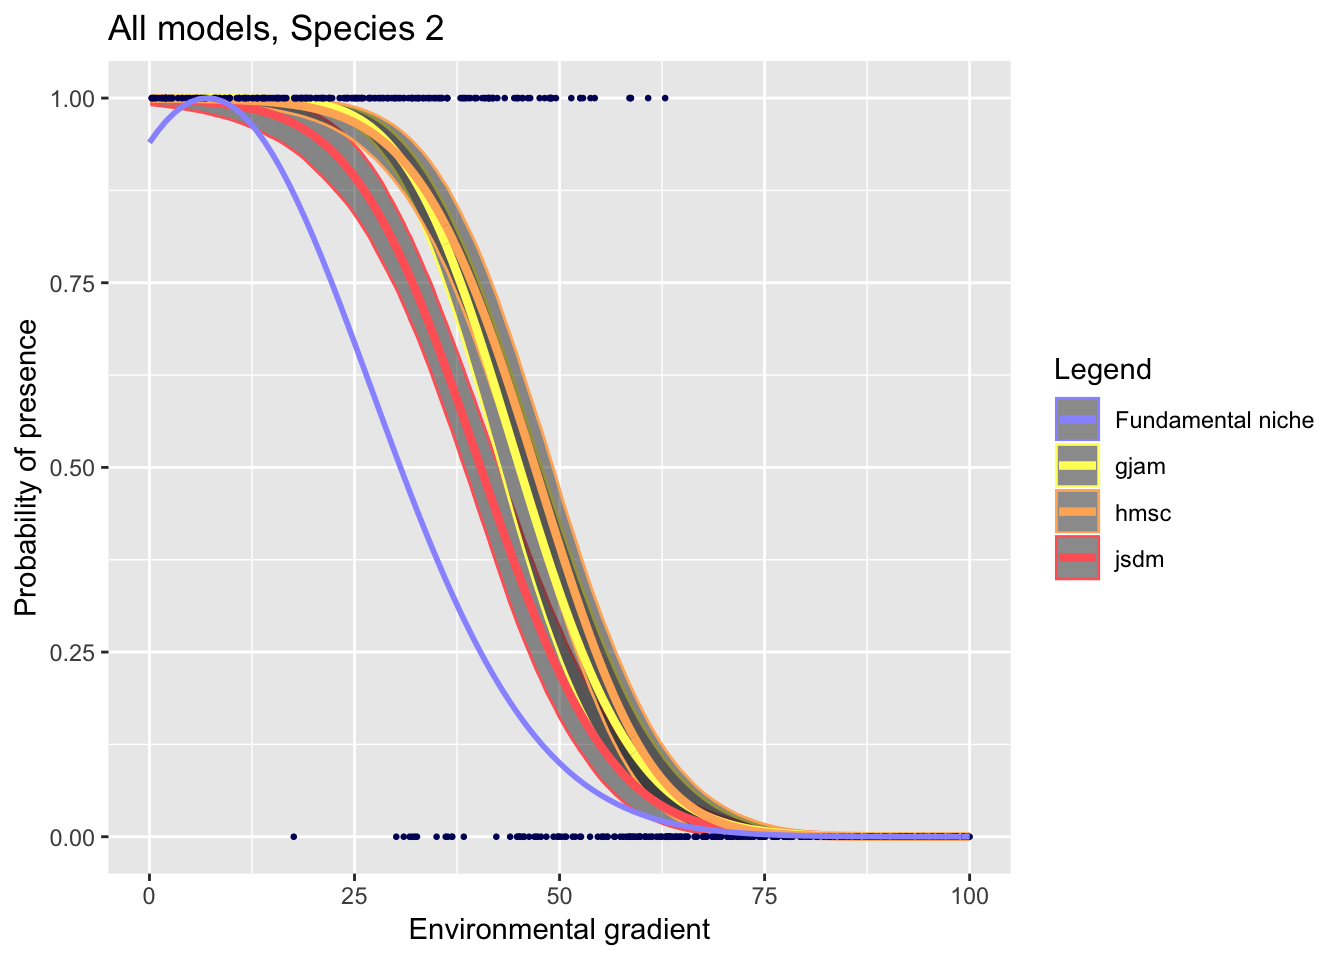 All models, Species 2
Probability of presence
1.00
0.75
0.50
0.25
0.00
0
25
50
75
100
Environmental gradient
Legend
Fundamental niche
gjam
hmsc
jsdm